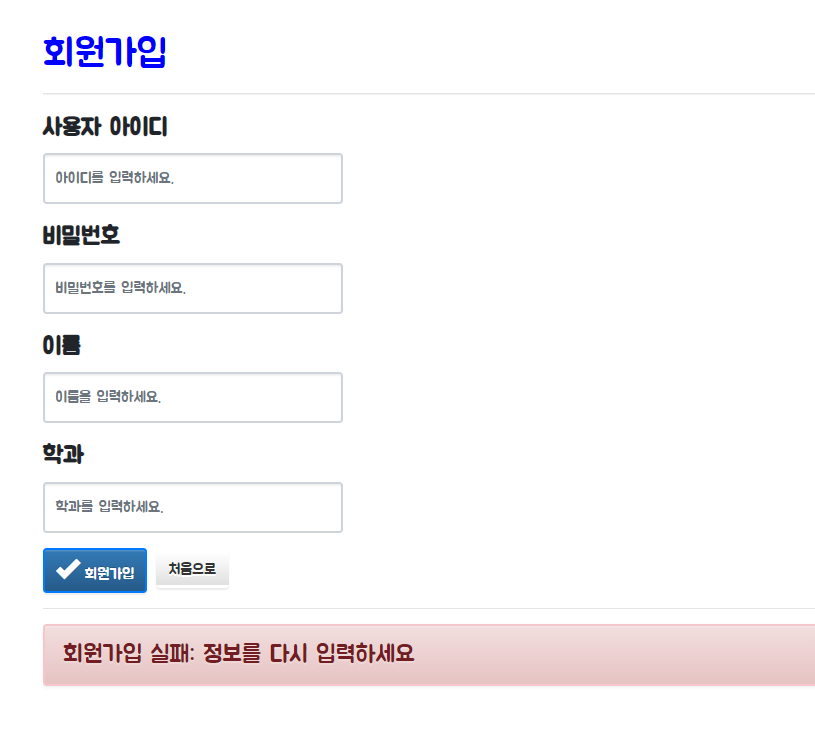 회원가입
사용자 아이디
아이디를 입력하세요.
비밀번호
비밀번호를 입력하세요.
이름
이름을 입력하세요.
학과
학과를 입력하세요.
회원가입 처음으로
회원가입 실패: 정보를 다시 입력하세요